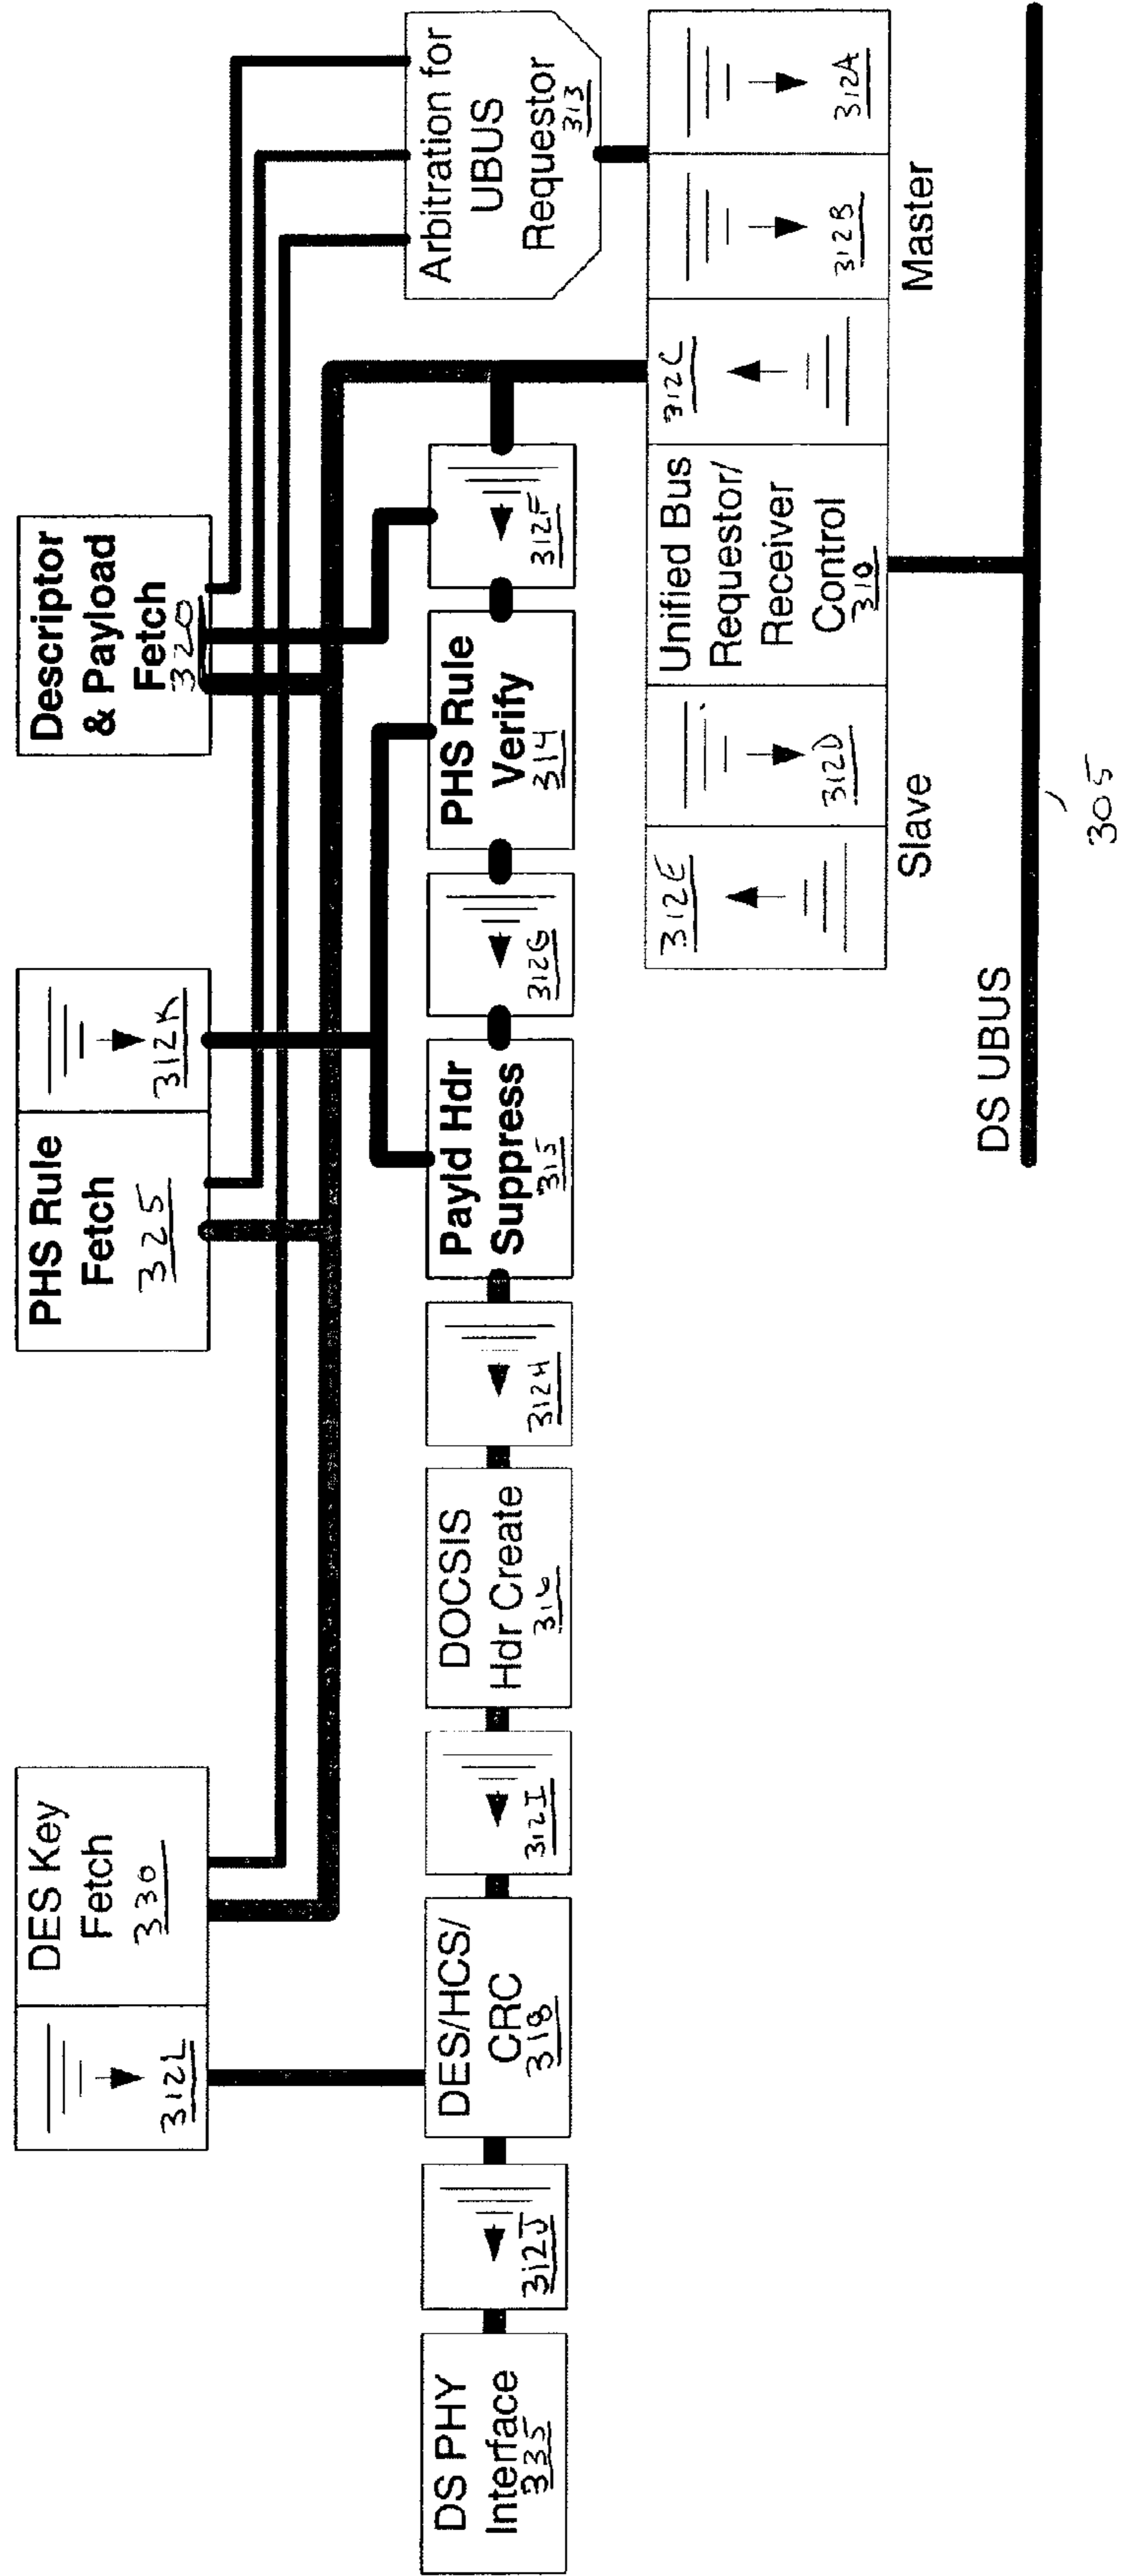 DES Key
Fetch
330
312L
PHS Rule
Fetch
325
312K
Descriptor
& Payload
Fetch
320
DS PHY
Interface
335
312J
DES/HCS/
CRC
318
312I
DOCSIS
Hdr Create
316
312H
Payld Hdr
Suppress
315
312G
PHS Rule
Verify
314
312F
Arbitration for
UBUS
Requestor
313
312E
312D
Unified Bus
Requestor/
Receiver
Control
310
312C
312B
312A
Slave
Master
DS UBUS
305